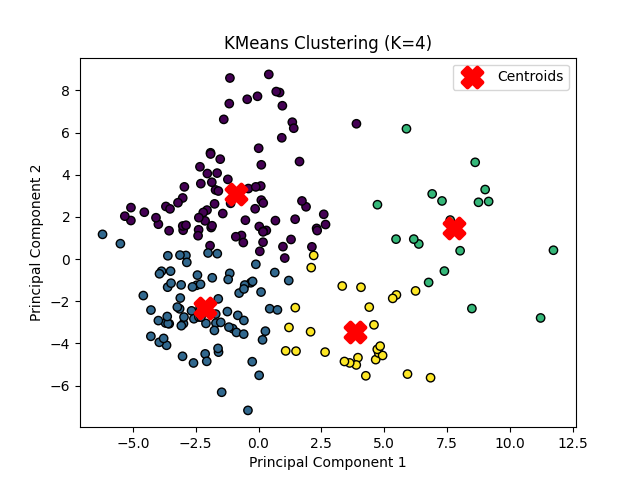 KMeans Clustering (K=4)
Centroids
Principal Component 2
8
6
4
2
0
−2
−4
−6
−5.0 −2.5 0.0 2.5 5.0 7.5 10.0 12.5
Principal Component 1